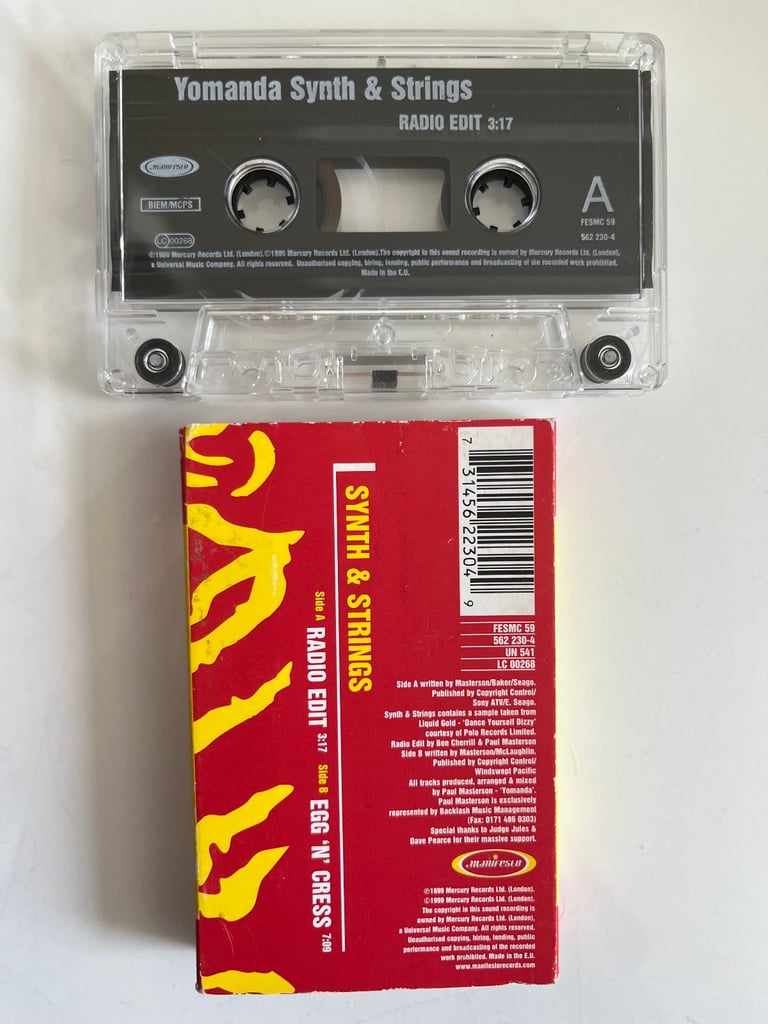 Yomanda Synth & Strings
RADIO EDIT 3:17
manifesto
BIEM/MCPS
LC 00268
A
FESMC 59
562 230-4
℗1999 Mercury Records Ltd. (London).©1999 Mercury Records Ltd. (London).The copyright in this sound recording is owned by Mercury Records Ltd. (London),
a Universal Music Company. All rights reserved. Unauthorised copying, hiring, lending, public performance and broadcasting of the recorded work prohibited.
Made in the E.U.
SYNTH & STRINGS
Side A RADIO EDIT 3:17 Side B EGG 'N' CRESS 7:09
7 31456 22304 9
FESMC 59
562 230-4
UN 541
LC 00268
Side A written by Masterson/Baker/Seago.
Published by Copyright Control/
Sony ATV/E. Seago.
Synth & Strings contains a sample taken from
Liquid Gold - 'Dance Yourself Dizzy'
courtesy of Polo Records Limited.
Radio Edit by Ben Cherrill & Paul Masterson
Side B written by Masterson/McLaughlin.
Published by Copyright Control/
Windswept Pacific
All tracks produced, arranged & mixed
by Paul Masterson - 'Yomanda'.
Paul Masterson is exclusively
represented by Backlash Music Management
(Fax: 0171 486 0303)
Special thanks to Judge Jules &
Dave Pearce for their massive support.
manifesto
℗1999 Mercury Records Ltd. (London).
©1999 Mercury Records Ltd. (London).
The copyright in this sound recording is
owned by Mercury Records Ltd. (London),
a Universal Music Company. All rights reserved.
Unauthorised copying, hiring, lending, public
performance and broadcasting of the recorded
work prohibited. Made in the E.U.
www.manifestorecords.com